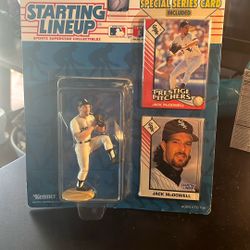 STARTING
LINEUP
SPORTS SUPERSTAR COLLECTIBLES
SPECIAL SERIES CARD
INCLUDED
PRESTIGE
PITCHERS
JACK McDOWELL
Kenner
JACK McDOWELL